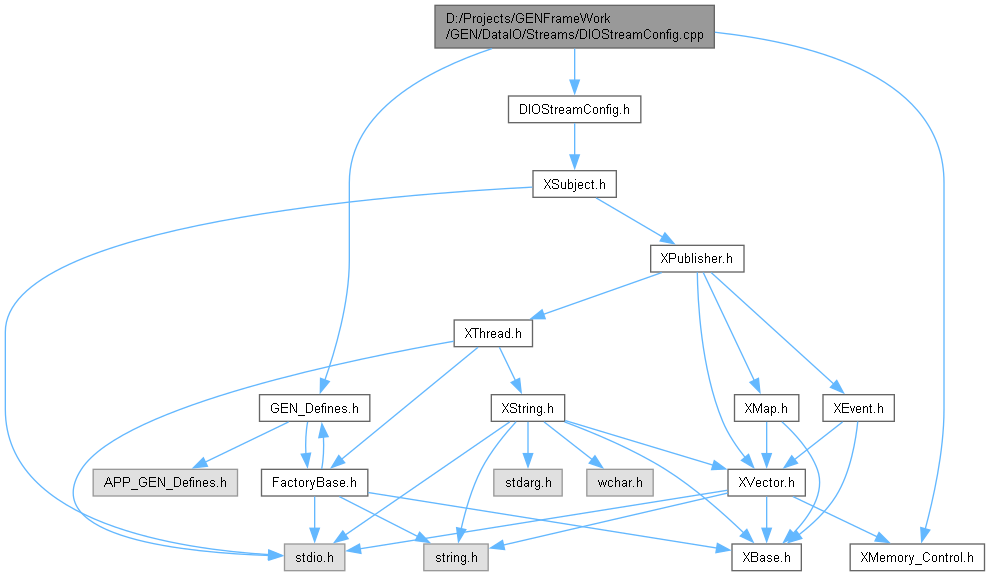 D:/Projects/GENFrameWork
/GEN/DataIO/Streams/DIOStreamConfig.cpp
DIOStreamConfig.h
XSubject.h
XPublisher.h
XThread.h
GEN_Defines.h
XString.h
XMap.h
XEvent.h
APP_GEN_Defines.h
FactoryBase.h
stdarg.h
wchar.h
XVector.h
stdio.h
string.h
XBase.h
XMemory_Control.h